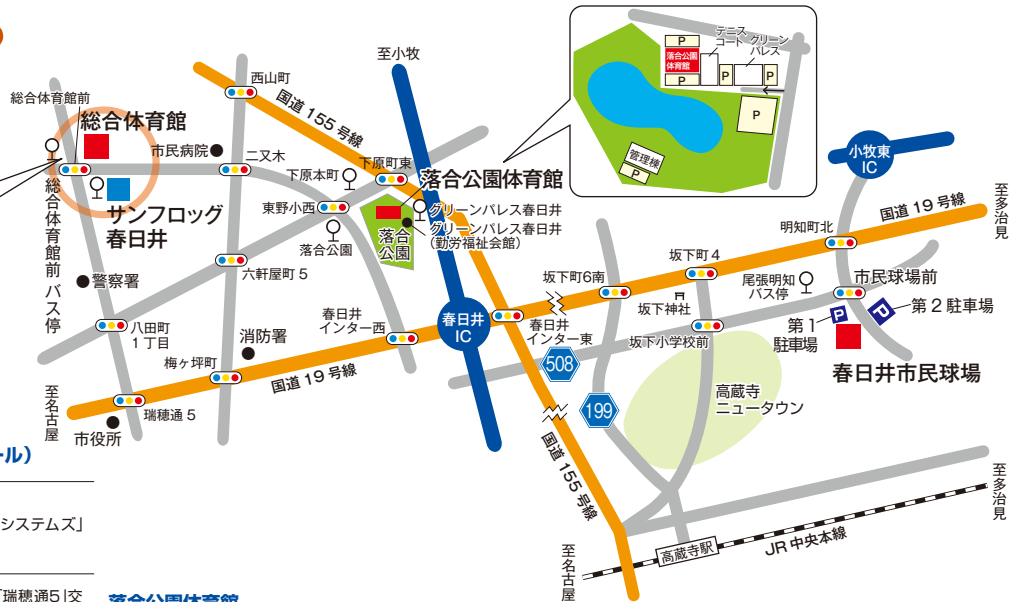 総合体育館前
総合体育館
市民病院
西山町
国道155号線
至小牧
二又木
下原本町
下原町東
落合公園体育館
東野小西
落合公園
落合
公園
グリーンパレス春日井
グリーンパレス春日井
(勤労福祉会館)
サンフロッグ
春日井
総合体育館前バス停
警察署
六軒屋町5
八田町
1丁目
消防署
梅ヶ坪町
春日井
インター西
春日井
IC
国道19号線
至名古屋
瑞穂通5
市役所
P
落合公園
体育館
P
テニス
コート
グリーン
パレス
P
P
P
管理棟
P
小牧東
IC
至多治見
国道19号線
明知町北
坂下町4
坂下町6南
尾張明知
バス停
市民球場前
坂下神社
春日井
インター東
坂下小学校前
P
P
第2駐車場
第1
駐車場
春日井市民球場
508
199
高蔵寺
ニュータウン
国道155号線
至多治見
JR中央本線
高蔵寺駅
至名古屋
ール)
システムズ」
「瑞穂通5」交
落合公園体育館